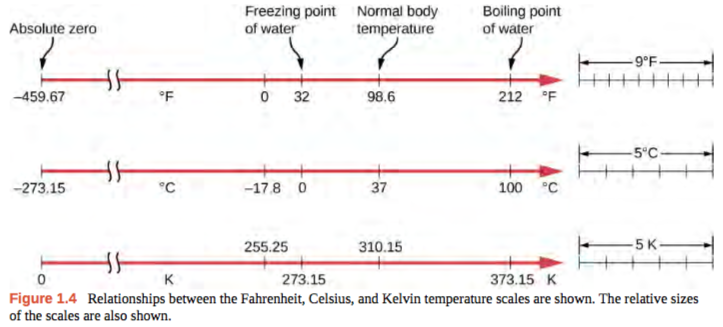 Freezing point Normal body Boiling point
Absolute zero of water temperature of water
9°F
–459.67 °F 0 32 98.6 212 °F
5°C
–273.15 °C –17.8 0 37 100 °C
255.25 310.15 5 K
0 K 273.15 373.15 K
Figure 1.4 Relationships between the Fahrenheit, Celsius, and Kelvin temperature scales are shown. The relative sizes
of the scales are also shown.